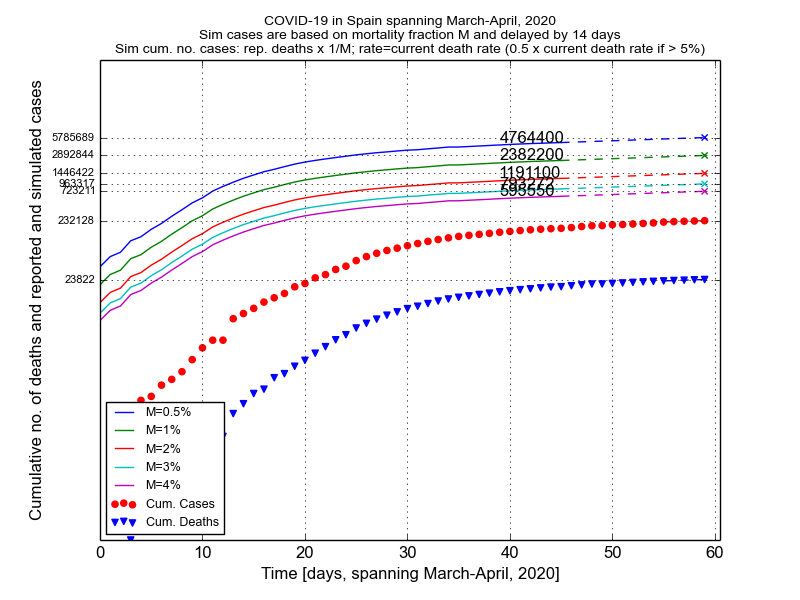 COVID-19 in Spain spanning March-April, 2020
Sim cases are based on mortality fraction M and delayed by 14 days
Sim cum. no. cases: rep. deaths x 1/M; rate=current death rate (0.5 x current death rate if > 5%)
Cumulative no. of deaths and reported and simulated cases
5785689
2892844
1446422
963317
723211
232128
23822
4764400
2382200
1191100
595550
M=0.5%
M=1%
M=2%
M=3%
M=4%
Cum. Cases
Cum. Deaths
0 10 20 30 40 50 60
Time [days, spanning March-April, 2020]